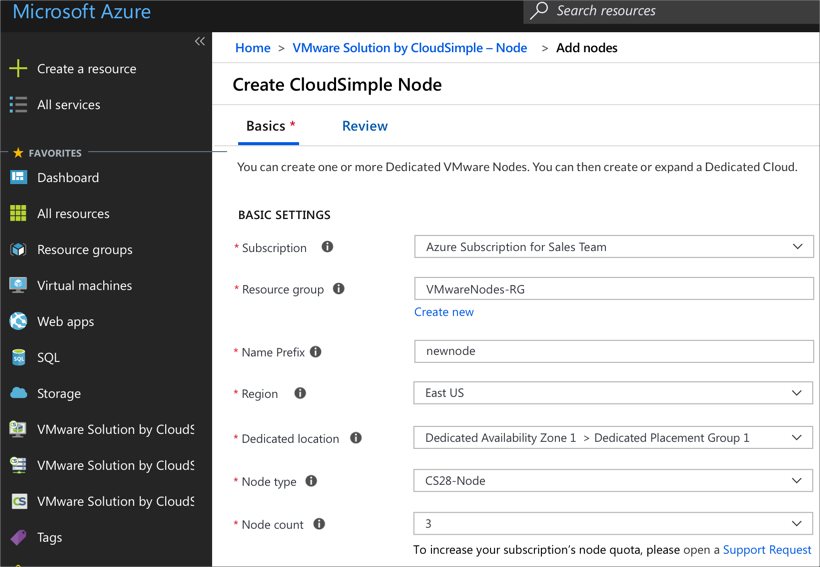 Microsoft Azure
Search resources
«
Create a resource
All services
FAVORITES
Dashboard
All resources
Resource groups
Virtual machines
Web apps
SQL
SQL
Storage
VMware Solution by CloudS
VMware Solution by CloudS
CS
VMware Solution by CloudS
Tags
Home > VMware Solution by CloudSimple – Node > Add nodes
Create CloudSimple Node
Basics * Review
You can create one or more Dedicated VMware Nodes. You can then create or expand a Dedicated Cloud.
BASIC SETTINGS
* Subscription Azure Subscription for Sales Team
* Resource group VMwareNodes-RG
Create new
* Name Prefix newnode
* Region East US
* Dedicated location Dedicated Availability Zone 1 > Dedicated Placement Group 1
* Node type CS28-Node
* Node count 3
To increase your subscription's node quota, please open a Support Request